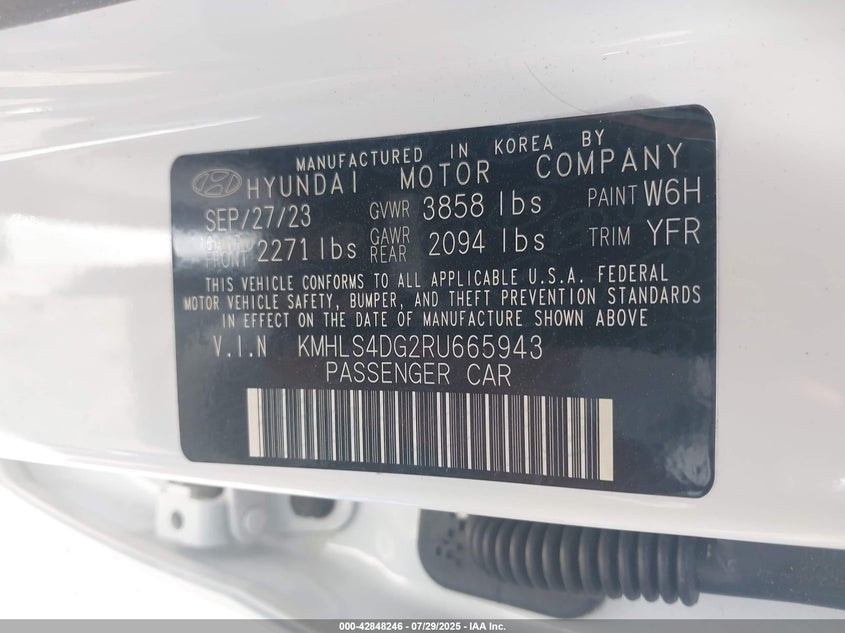 MANUFACTURED IN KOREA BY
HYUNDAI MOTOR COMPANY
SEP/27/23 GVWR 3858 lbs PAINT W6H
FRONT 2271 lbs GAWR REAR 2094 lbs TRIM YFR
THIS VEHICLE CONFORMS TO ALL APPLICABLE U.S.A. FEDERAL
MOTOR VEHICLE SAFETY, BUMPER, AND THEFT PREVENTION STANDARDS
IN EFFECT ON THE DATE OF MANUFACTURE SHOWN ABOVE
V.I.N KMHLS4DG2RU665943
PASSENGER CAR
000-42848246 - 07/29/2025 - IAA Inc.